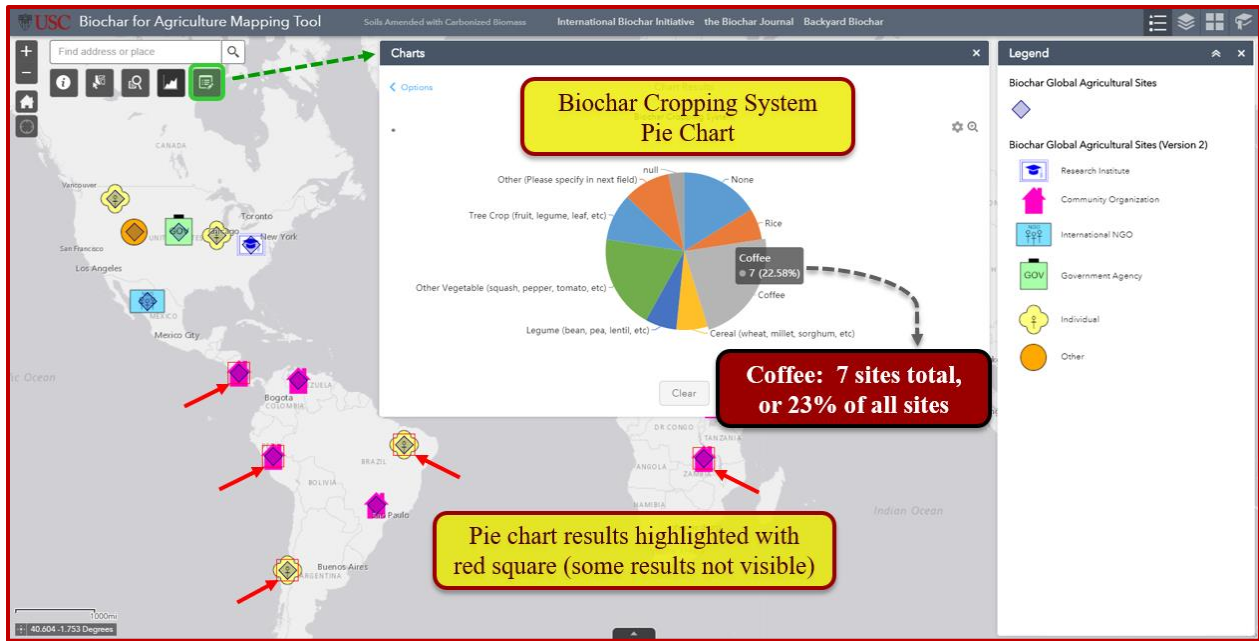 USC Biochar for Agriculture Mapping Tool
Soils Amended with Carbonized Biomass
International Biochar Initiative the Biochar Journal Backyard Biochar
Find address or place
Charts
Options
Biochar Cropping System
Pie Chart
null
None
Other (Please specify in next field)
Tree Crop (fruit, legume, leaf, etc)
Rice
Coffee
7 (22.58%)
Other Vegetable (squash, pepper, tomato, etc)
Coffee
Legume (bean, pea, lentil, etc)
Cereal (wheat, millet, sorghum, etc)
Clear
Coffee: 7 sites total,
or 23% of all sites
Legend
Biochar Global Agricultural Sites
Biochar Global Agricultural Sites (Version 2)
Research Institute
Community Organization
NGO
International NGO
GOV
Government Agency
Individual
Other
CANADA
Vancouver
Toronto
GOV
New York
San Francisco
Los Angeles
MEXICO
Mexico City
Bogota
COLOMBIA
BRAZIL
BOLIVIA
Paulo
Buenos Aires
ARGENTINA
DR CONGO
TANZANIA
ANGOLA
NAMIBIA
Indian Ocean
Pie chart results highlighted with
red square (some results not visible)
1000mi
40.604 -1.753 Degrees